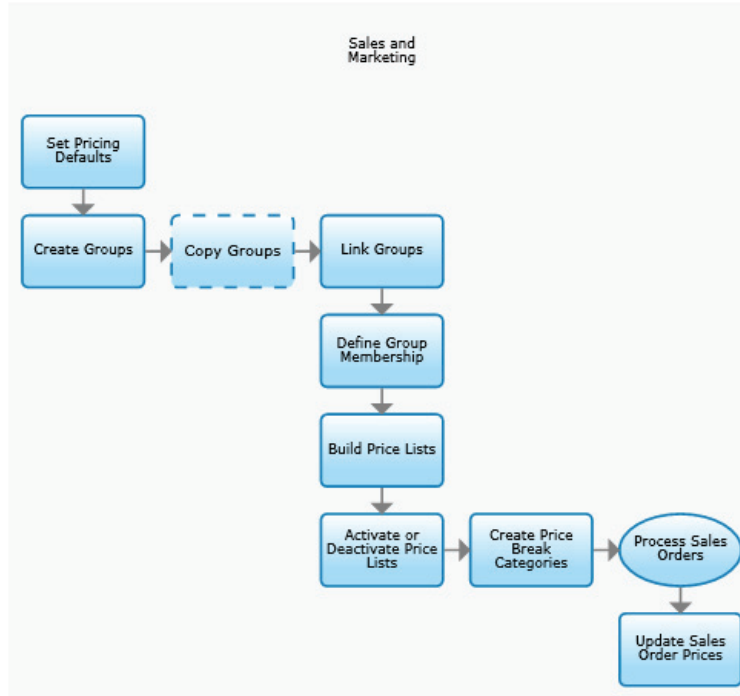 Sales and
Marketing
Set Pricing
Defaults
Create Groups
Copy Groups
Link Groups
Define Group
Membership
Build Price Lists
Activate or
Deactivate Price
Lists
Create Price
Break
Categories
Process Sales
Orders
Update Sales
Order Prices